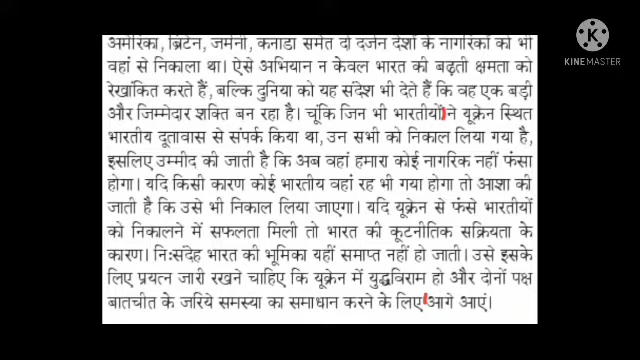 अमेरिका, ब्रिटेन, जर्मनी, कनाडा समेत दो दर्जन देशों के नागरिकों को भी
वहां से निकाला था। ऐसे अभियान न केवल भारत की बढ़ती क्षमता को
रेखांकित करते हैं, बल्कि दुनिया को यह संदेश भी देते हैं कि वह एक बड़ी
और जिम्मेदार शक्ति बन रहा है। चूंकि जिन भी भारतीयों ने यूक्रेन स्थित
भारतीय दूतावास से संपर्क किया था, उन सभी को निकाल लिया गया है,
इसलिए उम्मीद की जाती है कि अब वहां हमारा कोई नागरिक नहीं फंसा
होगा। यदि किसी कारण कोई भारतीय वहां रह भी गया होगा तो आशा की
जाती है कि उसे भी निकाल लिया जाएगा। यदि यूक्रेन से फंसे भारतीयों
को निकालने में सफलता मिली तो भारत की कूटनीतिक सक्रियता के
कारण। निःसंदेह भारत की भूमिका यहीं समाप्त नहीं हो जाती। उसे इसके
लिए प्रयत्न जारी रखने चाहिए कि यूक्रेन में युद्धविराम हो और दोनों पक्ष
बातचीत के जरिये समस्या का समाधान करने के लिए आगे आएं।
KINEMASTER